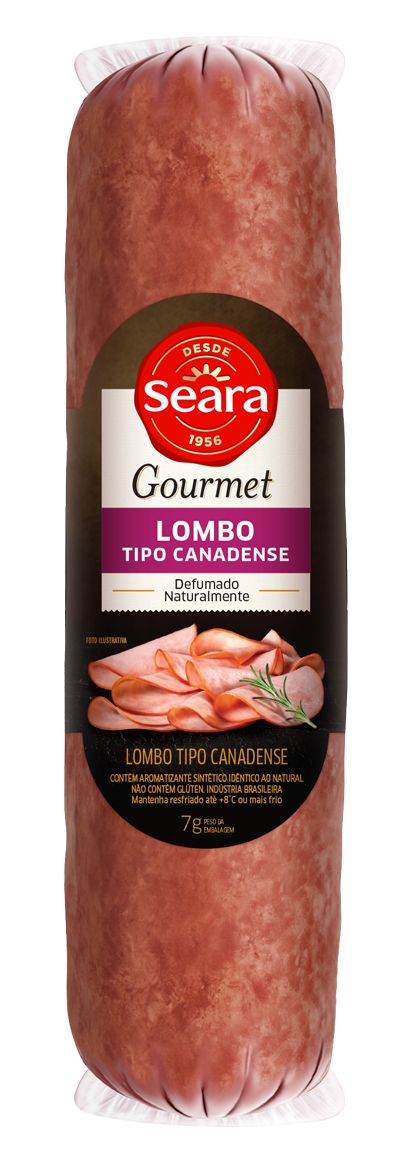 DESDE
Seara
1956
Gourmet
LOMBO
TIPO CANADENSE
Defumado
Naturalmente
FOTO ILUSTRATIVA
LOMBO TIPO CANADENSE
CONTÉM AROMATIZANTE SINTÉTICO IDÊNTICO AO NATURAL
NÃO CONTÉM GLÚTEN. INDÚSTRIA BRASILEIRA
Mantenha resfriado até +8°C ou mais frio
7g PESO DA
EMBALAGEM